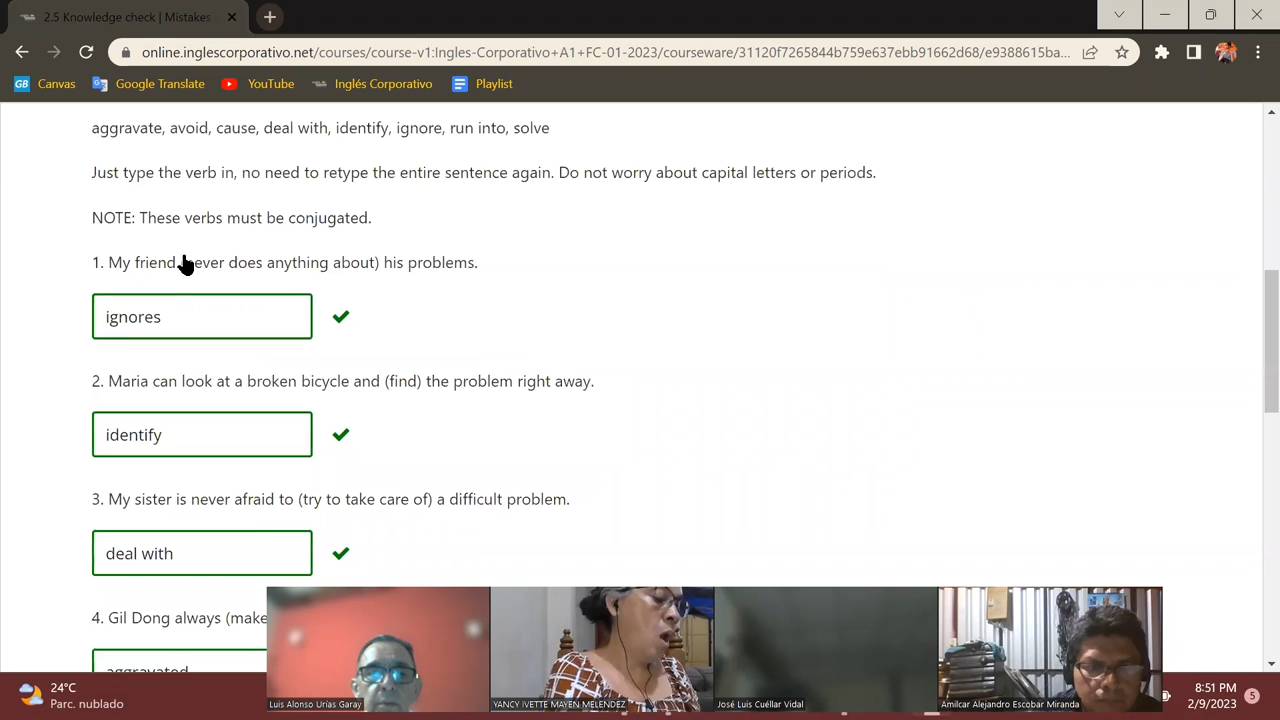 2.5 Knowledge check | Mistakes
online.inglescorporativo.net/courses/course-v1:Ingles-Corporativo+A1+FC-01-2023/courseware/31120f7265844b759e637ebb91662d68/e9388615ba...
Canvas Google Translate YouTube Inglés Corporativo Playlist
aggravate, avoid, cause, deal with, identify, ignore, run into, solve
Just type the verb in, no need to retype the entire sentence again. Do not worry about capital letters or periods.
NOTE: These verbs must be conjugated.
1. My friend never does anything about) his problems.
ignores
2. Maria can look at a broken bicycle and (find) the problem right away.
identify
3. My sister is never afraid to (try to take care of) a difficult problem.
deal with
4. Gil Dong always (make
aggravated
Luis Alonso Urías Garay YANCY IVETTE MAYEN MELENDEZ José Luis Cuéllar Vidal Amilcar Alejandro Escobar Miranda
24°C
Parc. nublado
8:51 PM
2/9/2023
5